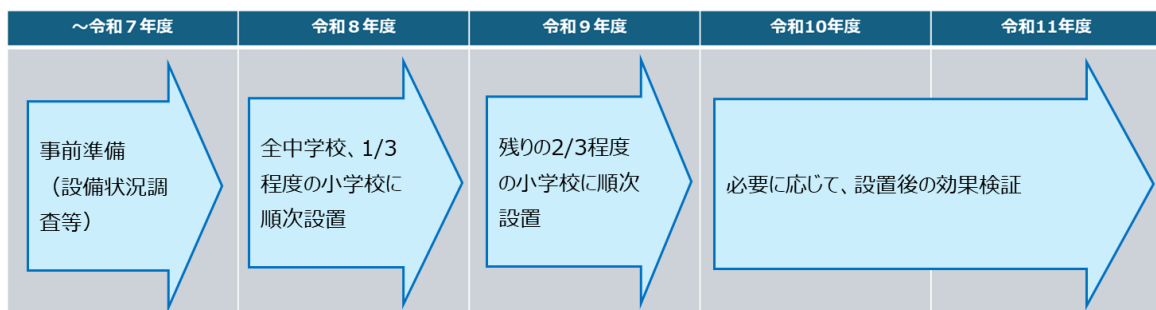 ～令和７年度
令和８年度
令和９年度
令和10年度
令和11年度
事前準備
（設備状況調
査等）
全中学校、1/3
程度の小学校に
順次設置
残りの2/3程度
の小学校に順次
設置
必要に応じて、設置後の効果検証